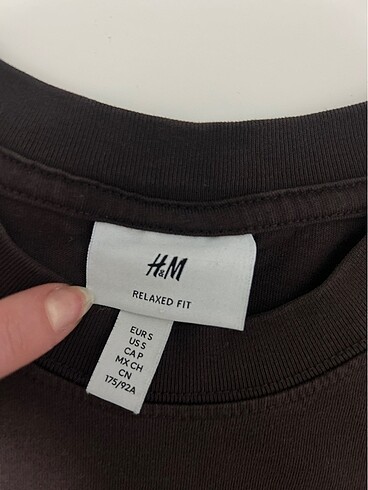 H&M
RELAXED FIT
EUR S
US S
CA P
MX CH
CN
175/92A